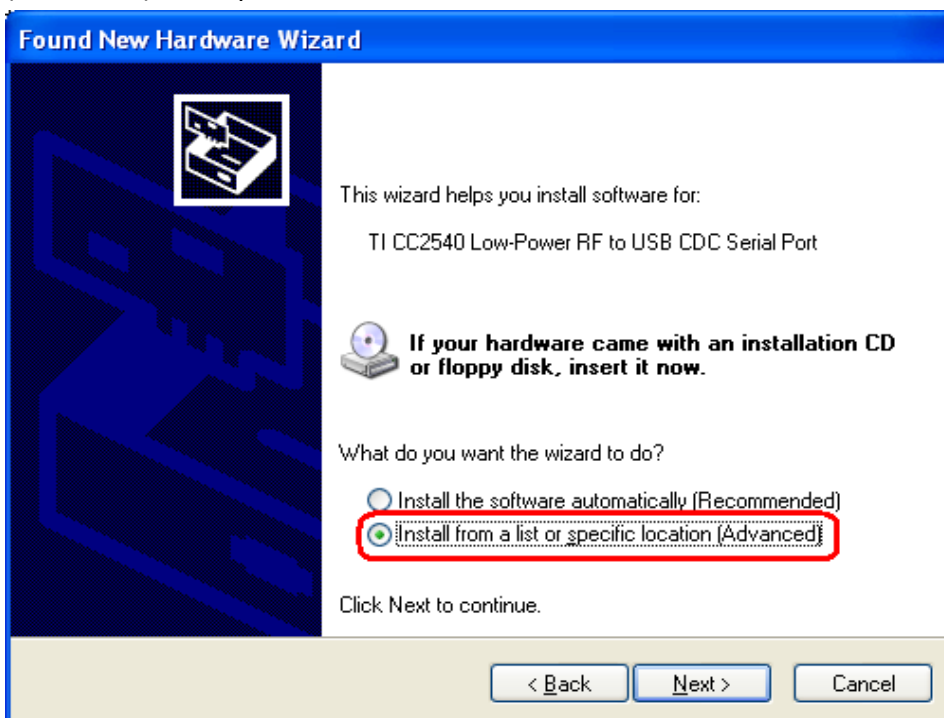 Found New Hardware Wizard
This wizard helps you install software for:
TI CC2540 Low-Power RF to USB CDC Serial Port
If your hardware came with an installation CD
or floppy disk, insert it now.
What do you want the wizard to do?
Install the software automatically (Recommended)
Install from a list or specific location (Advanced)
Click Next to continue.
< Back Next > Cancel